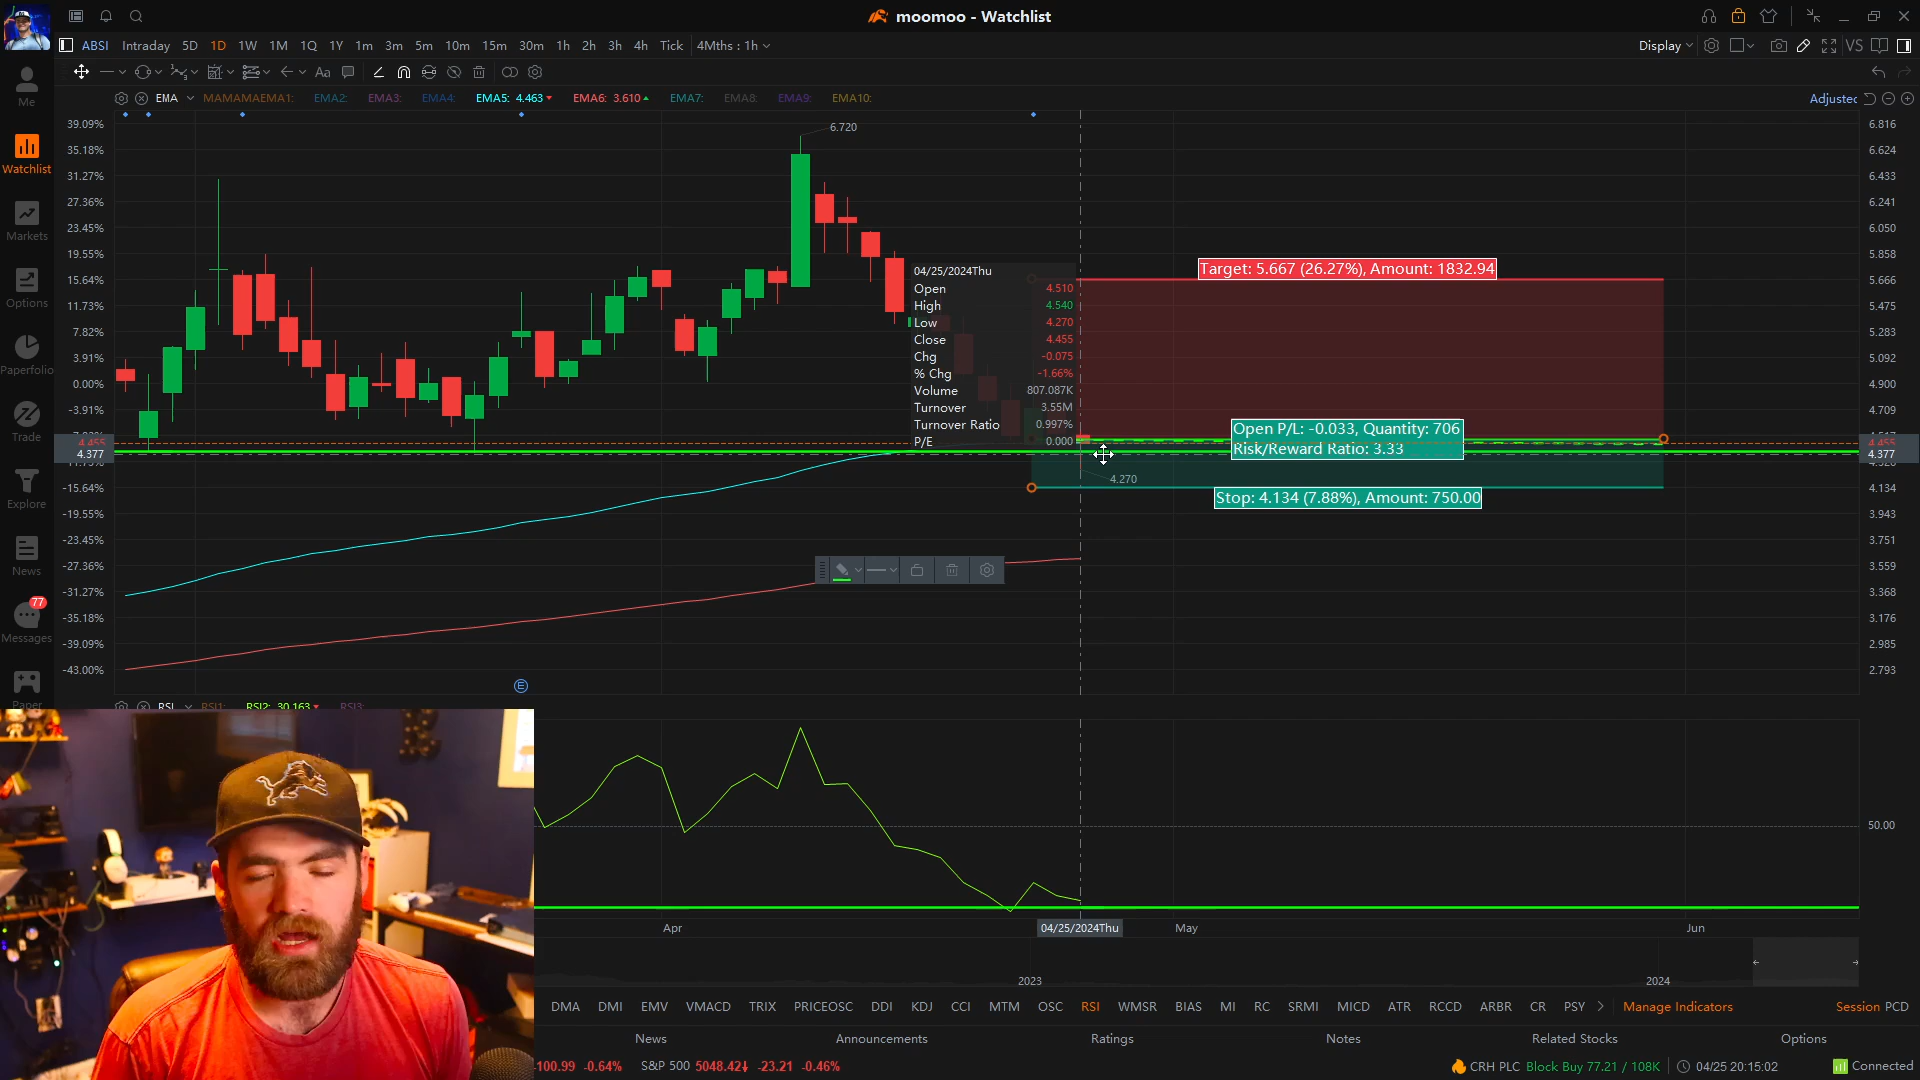 moomoo - Watchlist
ABSI Intraday 5D 1D 1W 1M 1Q 1Y 1m 3m 5m 10m 15m 30m 1h 2h 3h 4h Tick 4Mths : 1h
Display
VS
Aa
EMA MAMAMAEMA1: EMA2: EMA3: EMA4: EMA5: 4.463 EMA6: 3.610 EMA7: EMA8: EMA9: EMA10:
Adjusted
Me
Watchlist
Markets
Options
Paperfolio
Trade
Explore
News
77
Messages
Paper
39.09%
35.18%
31.27%
27.36%
23.45%
19.55%
15.64%
11.73%
7.82%
3.91%
0.00%
-3.91%
4.455
4.377
-15.64%
-19.55%
-23.45%
-27.36%
-31.27%
-35.18%
-39.09%
-43.00%
6.720
04/25/2024Thu
Open 4.510
High 4.540
Low 4.270
Close 4.455
Chg -0.075
% Chg -1.66%
Volume 807.087K
Turnover 3.55M
Turnover Ratio 0.997%
P/E 0.000
Target: 5.667 (26.27%), Amount: 1832.94
Open P/L: -0.033, Quantity: 706
Risk/Reward Ratio: 3.33
4.270
Stop: 4.134 (7.88%), Amount: 750.00
6.816
6.624
6.433
6.241
6.050
5.858
5.666
5.475
5.283
5.092
4.900
4.709
4.455
4.377
4.134
3.943
3.751
3.559
3.368
3.176
2.985
2.793
E
RSI RSI1: RSI2: 30.163 RSI3:
50.00
Apr 04/25/2024Thu May Jun
2023 2024
DMA DMI EMV VMACD TRIX PRICEOSC DDI KDJ CCI MTM OSC RSI WMSR BIAS MI RC SRMI MICD ATR RCCD ARBR CR PSY Manage Indicators Session PCD
News Announcements Ratings Notes Related Stocks Options
-100.99 -0.64% S&P 500 5048.42 -23.21 -0.46% CRH PLC Block Buy 77.21 / 108K 04/25 20:15:02 Connected